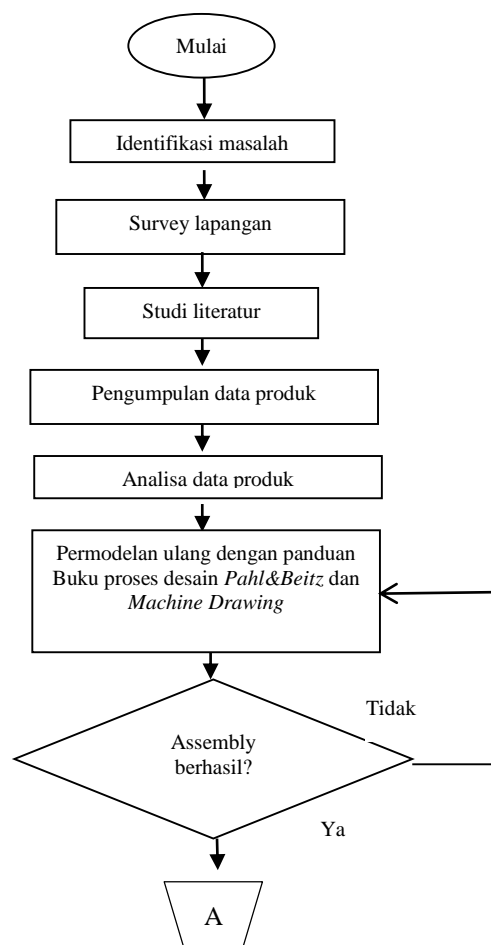 Mulai
Identifikasi masalah
Survey lapangan
Studi literatur
Pengumpulan data produk
Analisa data produk
Permodelan ulang dengan panduan
Buku proses desain Pahl&Beitz dan
Machine Drawing
Tidak
Assembly
berhasil?
Ya
A